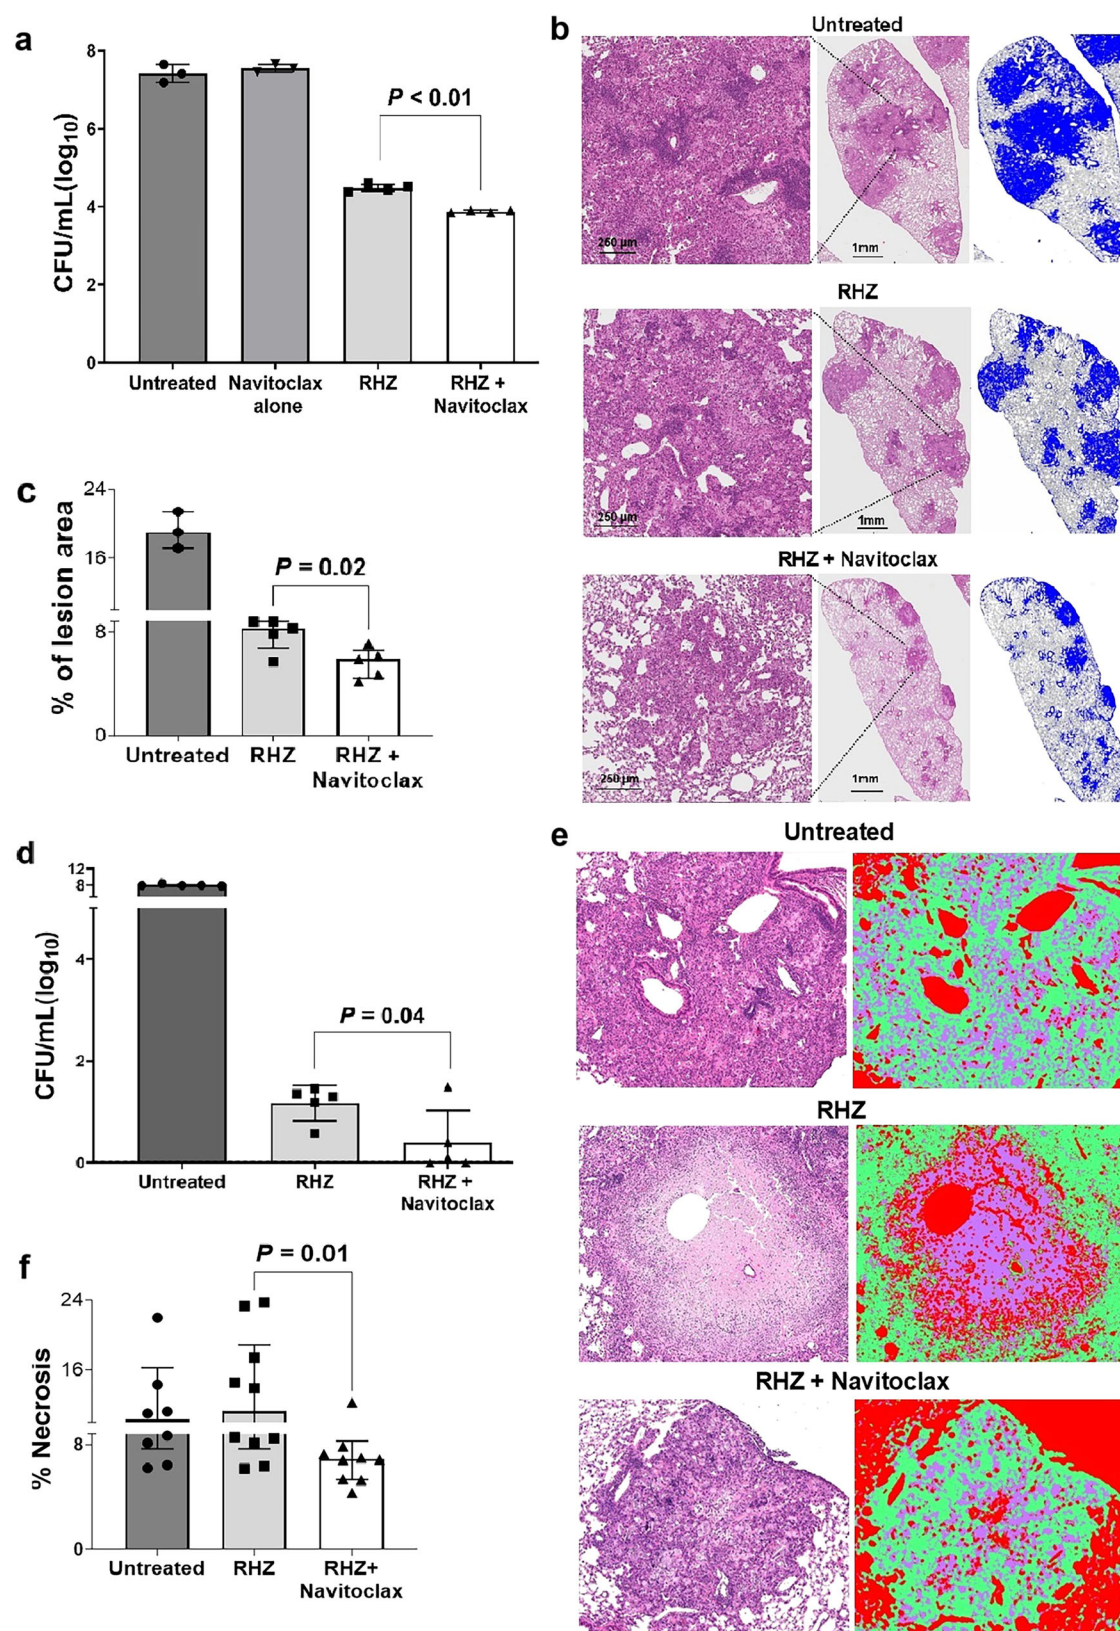 a
CFU/mL(log10)
8
6
4
2
0
P < 0.01
Untreated
Navitoclax
alone
RHZ
RHZ +
Navitoclax
b
Untreated
250 µm
1mm
RHZ
250 µm
1mm
RHZ + Navitoclax
250 µm
1mm
c
% of lesion area
24
16
8
0
P = 0.02
Untreated
RHZ
RHZ +
Navitoclax
d
CFU/mL(log10)
12
8
4
2
0
P = 0.04
Untreated
RHZ
RHZ +
Navitoclax
e
Untreated
RHZ
RHZ + Navitoclax
f
% Necrosis
24
16
8
0
P = 0.01
Untreated
RHZ
RHZ+
Navitoclax